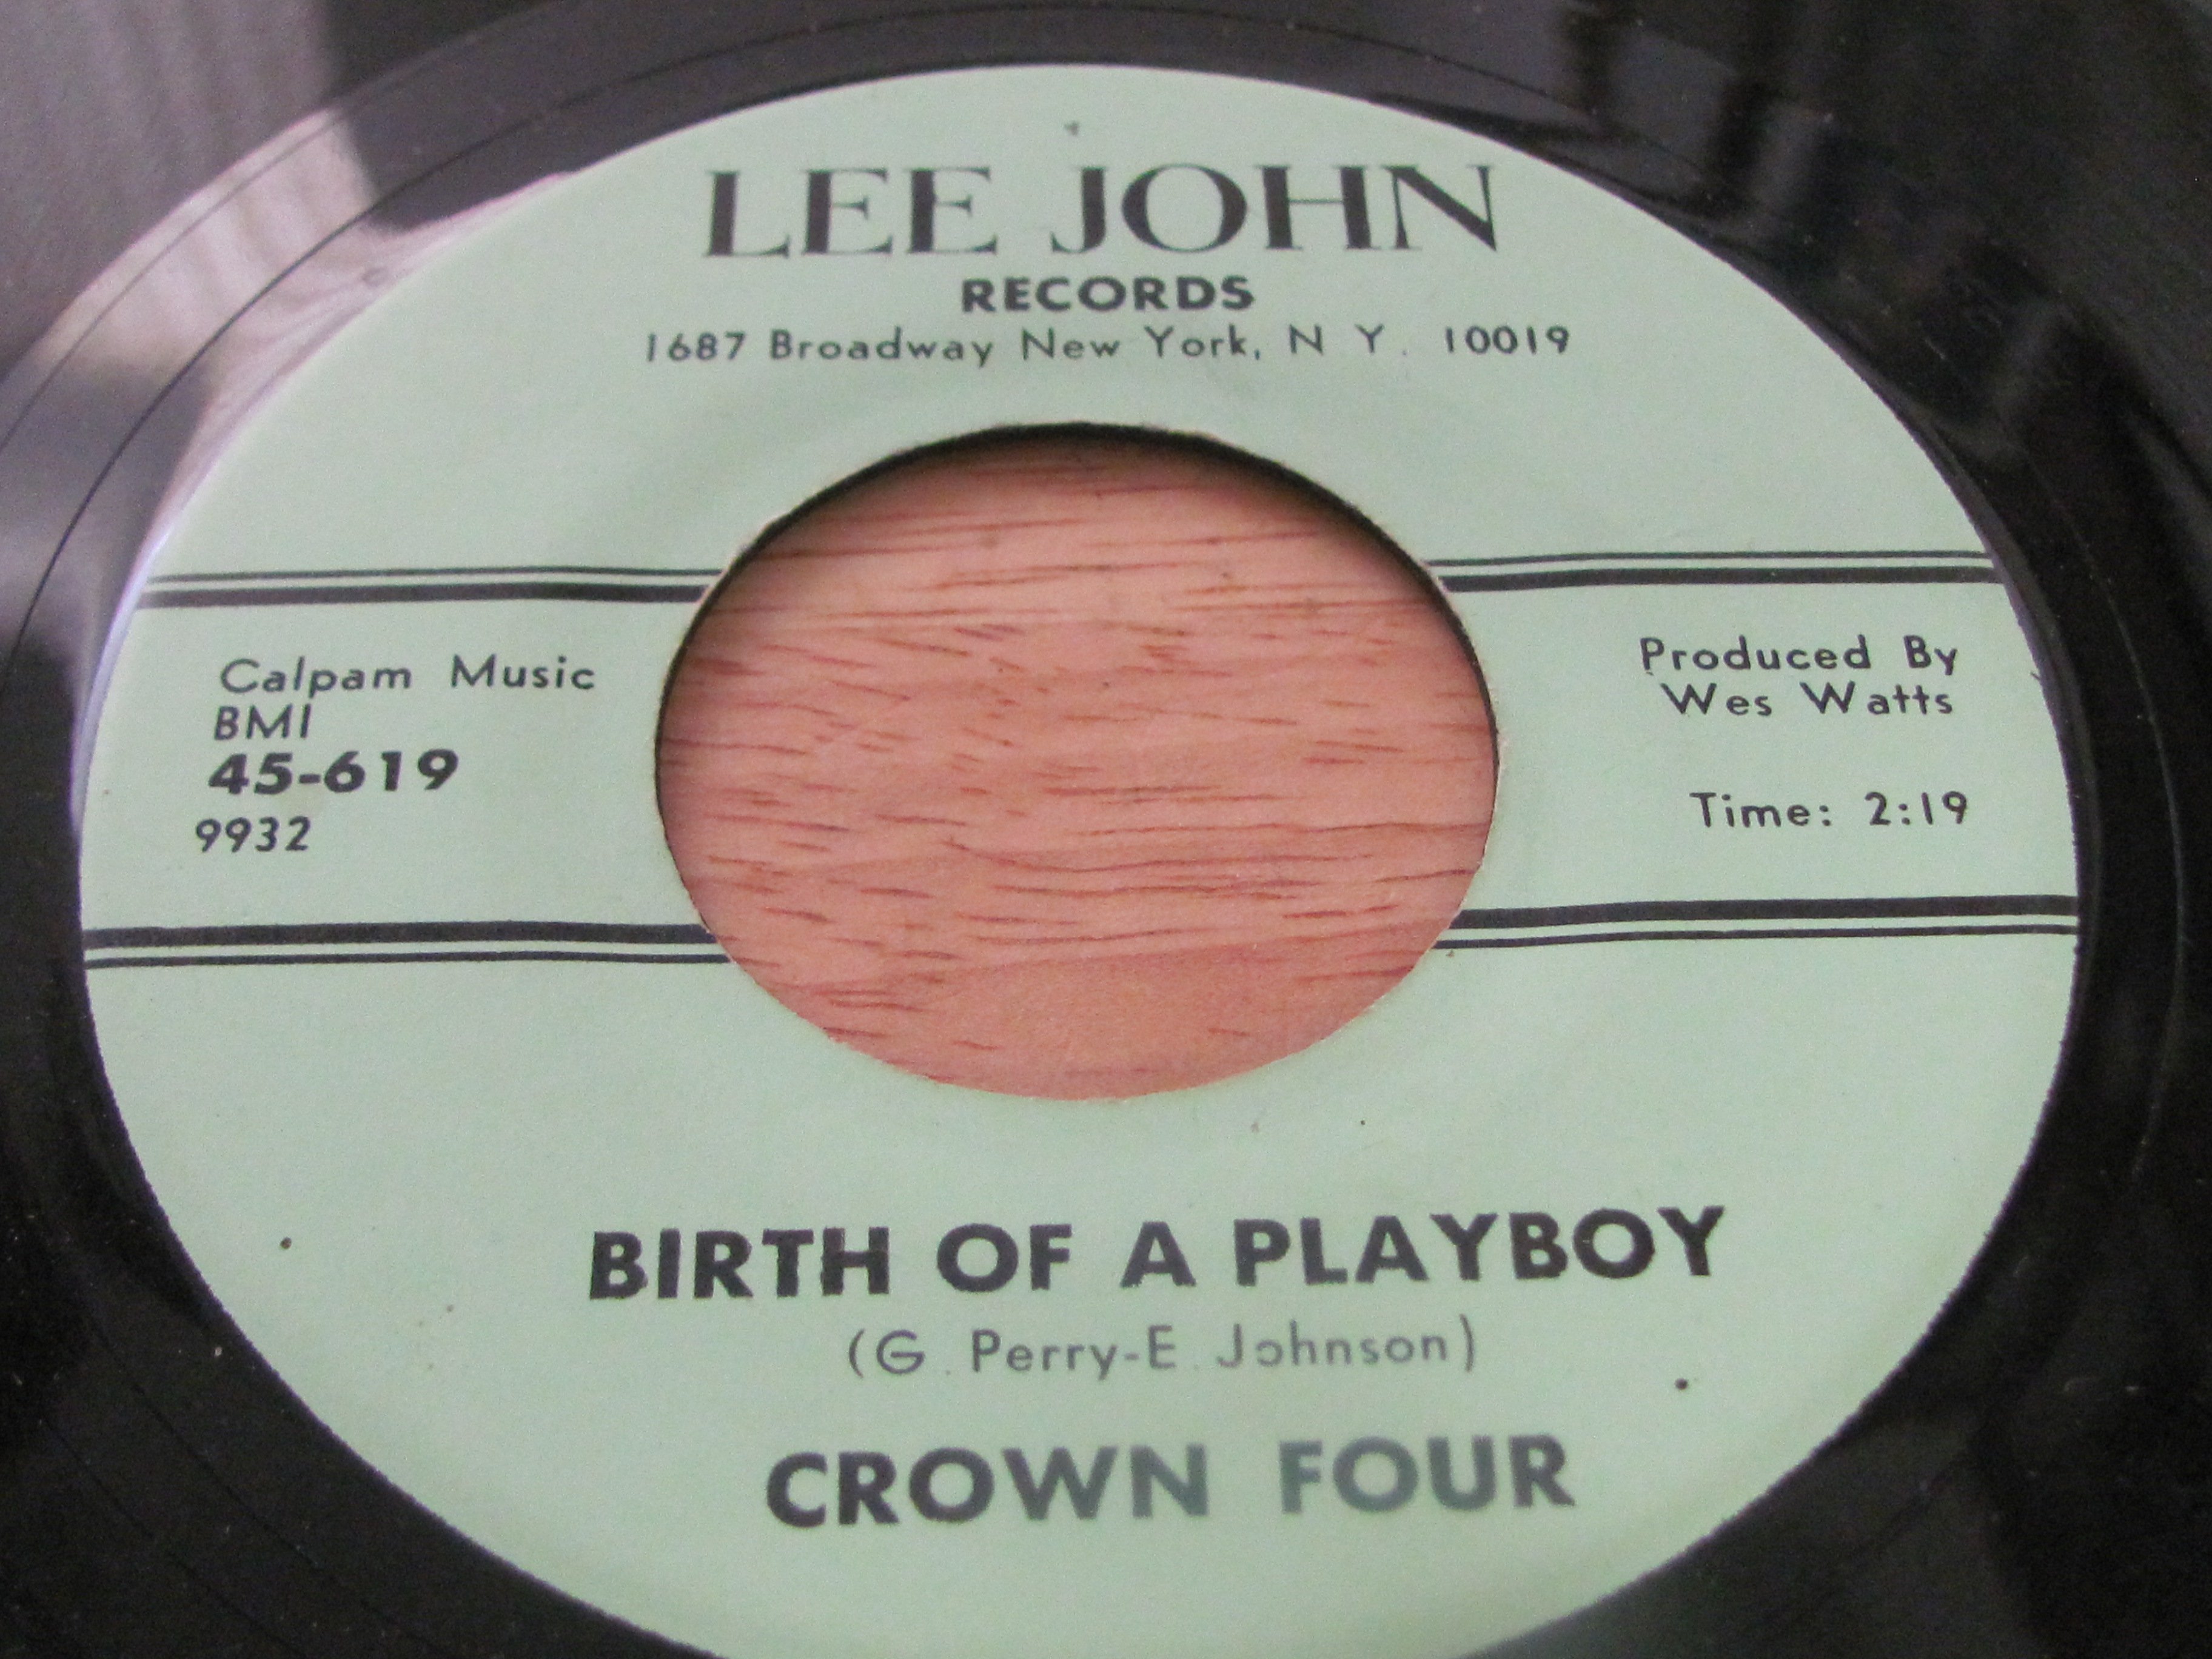 LEE JOHN
RECORDS
1687 Broadway New York, N Y. 10019
Calpam Music
BMI
45-619
9932
Produced By
Wes Watts
Time: 2:19
BIRTH OF A PLAYBOY
(G. Perry-E. Johnson)
CROWN FOUR